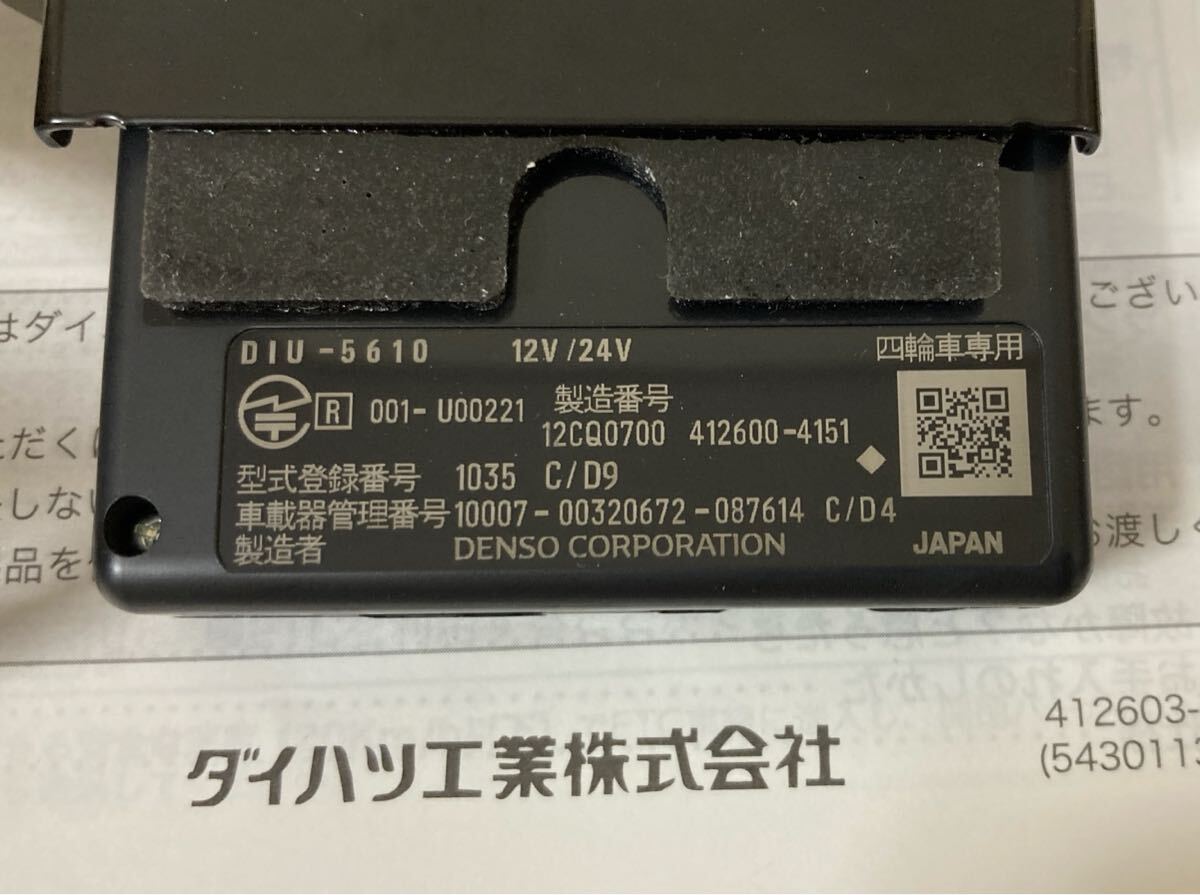 はダイ
ござい
ただくに
ます。
をしない
お渡しく
DIU-5610 12V/24V 四輪車専用
R 001-U00221 製造番号
12CQ0700 412600-4151
型式登録番号 1035 C/D9
車載器管理番号 10007-00320672-087614 C/D4
製造者 DENSO CORPORATION JAPAN
ダイハツ工業株式会社
412603-
(5430113